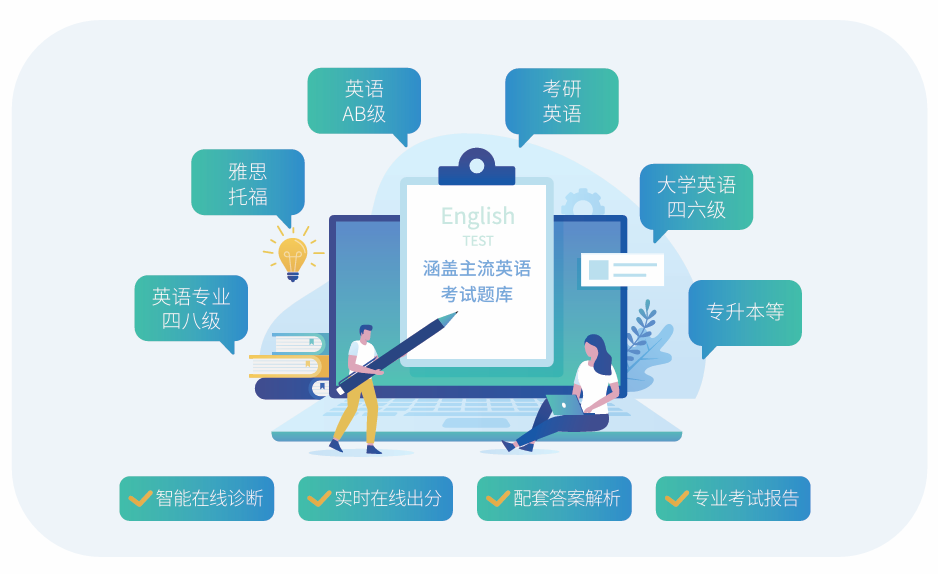 英语
AB级
考研
英语
雅思
托福
大学英语
四六级
English
TEST
涵盖主流英语
考试题库
英语专业
四八级
专升本等
智能在线诊断
实时在线出分
配套答案解析
专业考试报告